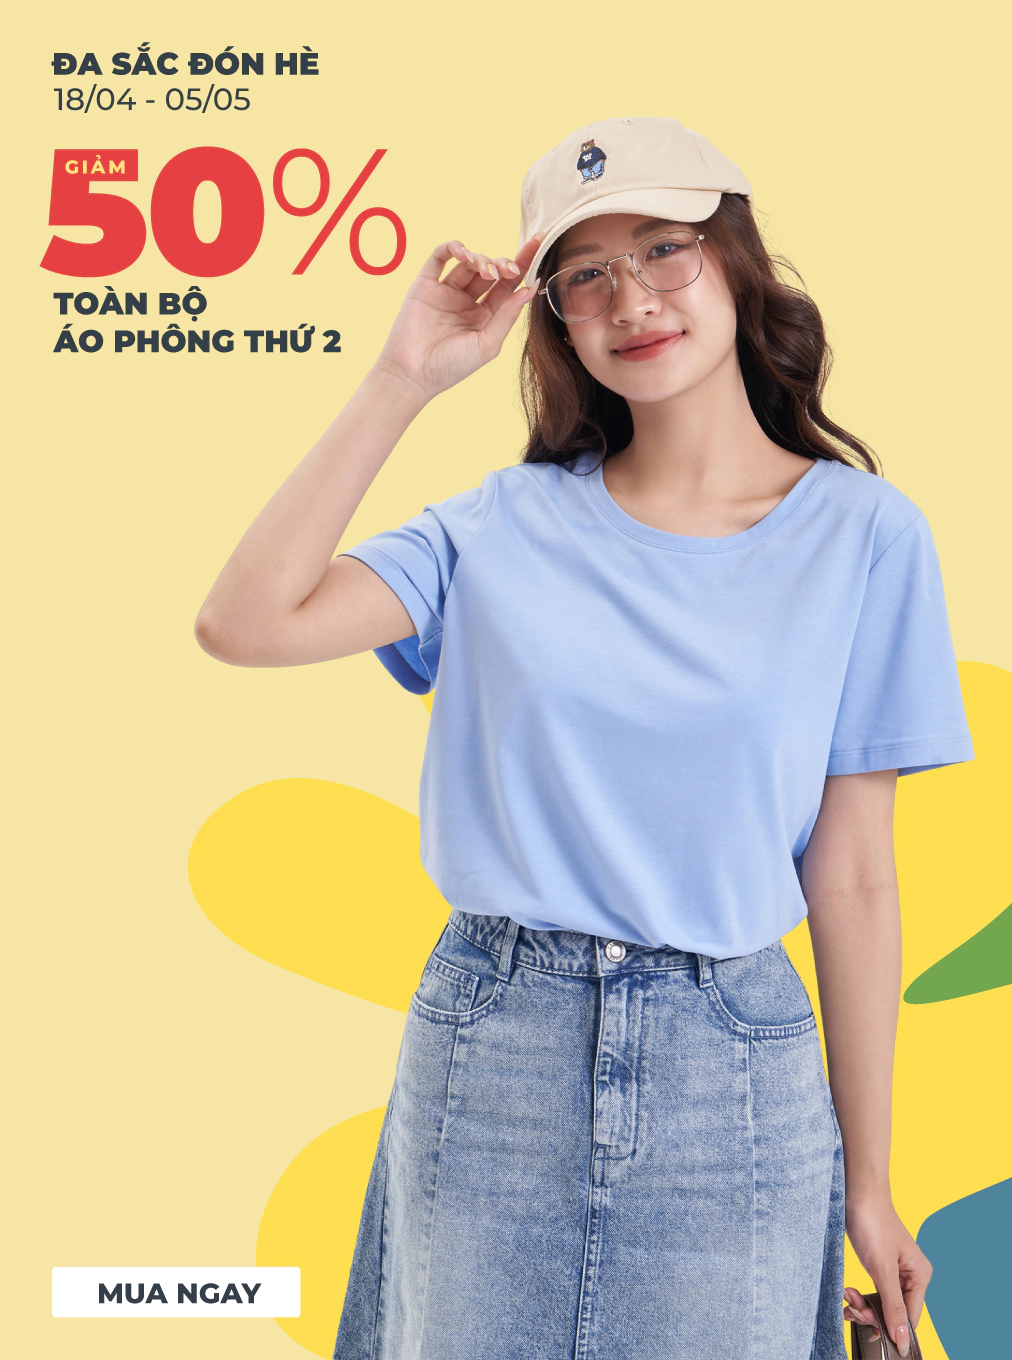 ĐA SẮC ĐÓN HÈ
18/04 - 05/05
GIẢM
50%
TOÀN BỘ
ÁO PHÔNG THỨ 2
W
MUA NGAY